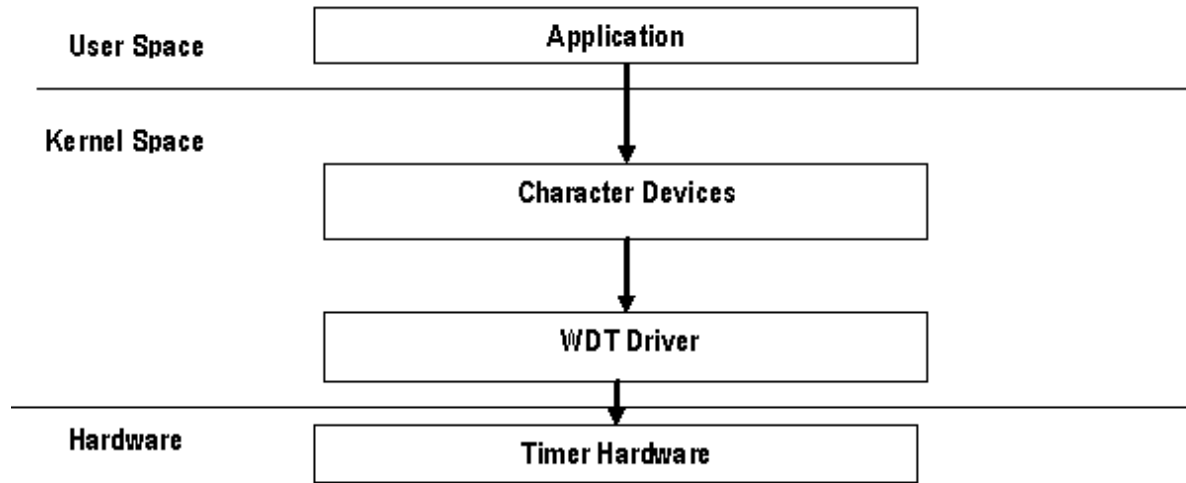 User Space
Application
Kernel Space
Character Devices
WDT Driver
Hardware
Timer Hardware